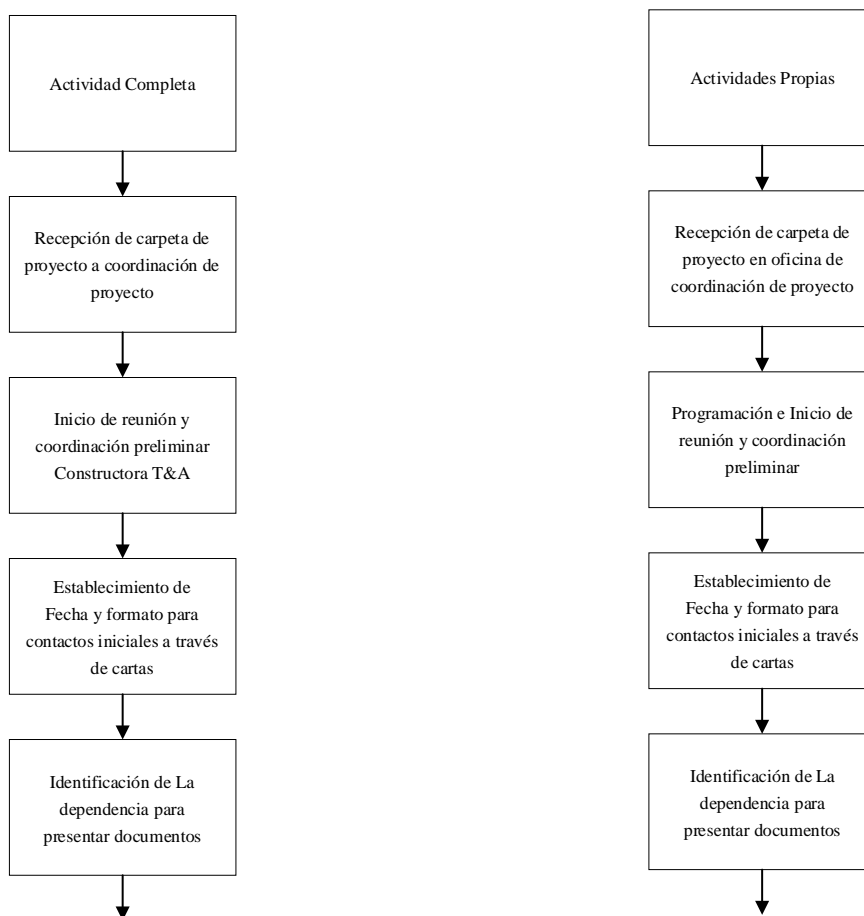 Actividad Completa
Recepción de carpeta de
proyecto a coordinación de
proyecto
Inicio de reunión y
coordinación preliminar
Constructora T&A
Establecimiento de
Fecha y formato para
contactos iniciales a través
de cartas
Identificación de La
dependencia para
presentar documentos
Actividades Propias
Recepción de carpeta de
proyecto en oficina de
coordinación de proyecto
Programación e Inicio de
reunión y coordinación
preliminar
Establecimiento de
Fecha y formato para
contactos iniciales a través
de cartas
Identificación de La
dependencia para
presentar documentos